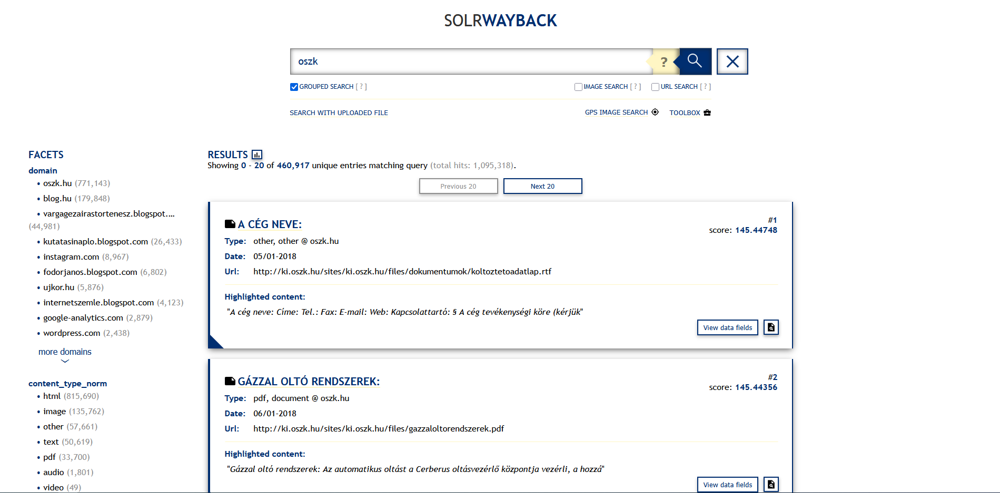 SOLRWAYBACK
oszk
?
GROUPED SEARCH [ ? ]
IMAGE SEARCH [ ? ]
URL SEARCH [ ? ]
SEARCH WITH UPLOADED FILE
GPS IMAGE SEARCH
TOOLBOX
FACETS
domain
• oszk.hu (771,143)
• blog.hu (179,848)
• vargagezairastortenesz.blogspot.…
(44,981)
• kutatasinaplo.blogspot.com (26,433)
• instagram.com (8,967)
• fodorjanos.blogspot.com (6,802)
• ujkor.hu (5,876)
• internetszemle.blogspot.com (4,123)
• google-analytics.com (2,879)
• wordpress.com (2,438)
more domains
content_type_norm
• html (815,690)
• image (135,762)
• other (57,661)
• text (50,619)
• pdf (33,700)
• audio (1,801)
• video (49)
RESULTS
Showing 0 - 20 of 460,917 unique entries matching query (total hits: 1,095,318).
Previous 20
Next 20
A CÉG NEVE:
#1
score: 145.44748
Type: other, other @ oszk.hu
Date: 05/01-2018
Url: http://ki.oszk.hu/sites/ki.oszk.hu/files/dokumentumok/koltoztetoadatlap.rtf
Highlighted content:
"A cég neve: Címe: Tel.: Fax: E-mail: Web: Kapcsolattartó: § A cég tevékenységi köre (kérjük"
View data fields
GÁZZAL OLTÓ RENDSZEREK:
#2
score: 145.44356
Type: pdf, document @ oszk.hu
Date: 06/01-2018
Url: http://ki.oszk.hu/sites/ki.oszk.hu/files/gazzaloltorendszerek.pdf
Highlighted content:
"Gázzal oltó rendszerek: Az automatikus oltást a Cerberus oltásvezérlő központja vezérli, a hozzá"
View data fields